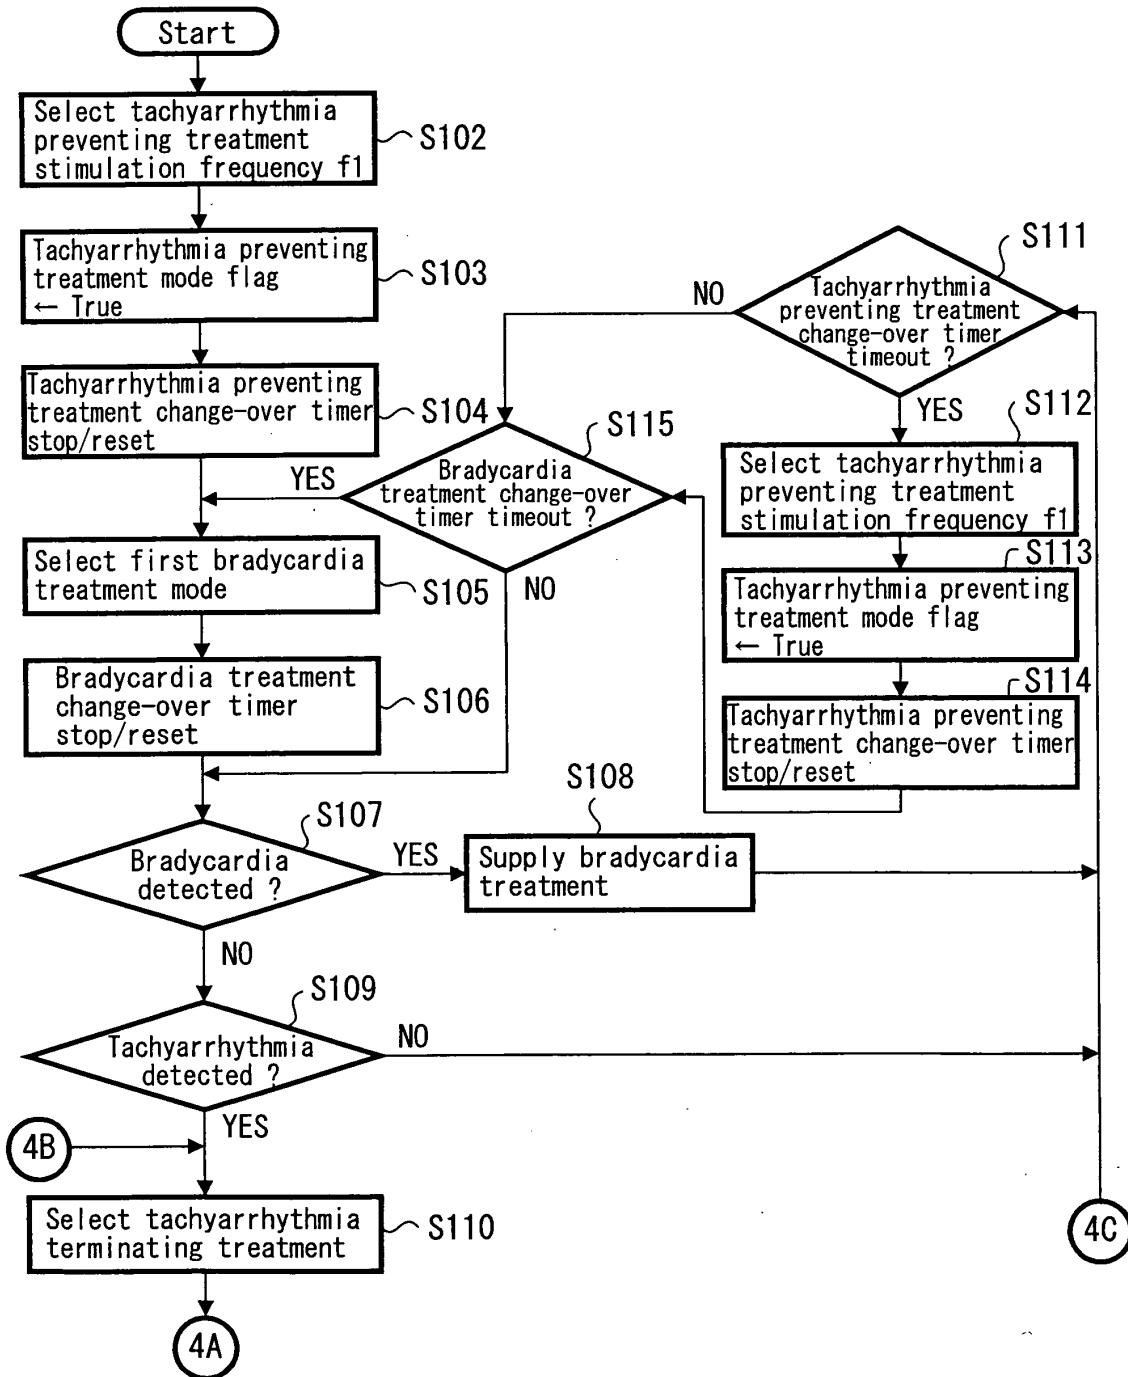 Start
Select tachyarrhythmia
preventing treatment
stimulation frequency f1
S102
Tachyarrhythmia preventing
treatment mode flag
← True
S103
Tachyarrhythmia preventing
treatment change-over timer
stop/reset
S104
S111
Tachyarrhythmia
preventing treatment
change-over timer
timeout ?
NO
YES
S112
Select tachyarrhythmia
preventing treatment
stimulation frequency f1
S113
Tachyarrhythmia preventing
treatment mode flag
← True
S114
Tachyarrhythmia preventing
treatment change-over timer
stop/reset
S115
Bradycardia
treatment change-over
timer timeout ?
YES
NO
Select first bradycardia
treatment mode
S105
Bradycardia treatment
change-over timer
stop/reset
S106
S107
Bradycardia
detected ?
YES
NO
S108
Supply bradycardia
treatment
S109
Tachyarrhythmia
detected ?
NO
YES
4B
Select tachyarrhythmia
terminating treatment
S110
4C
4A